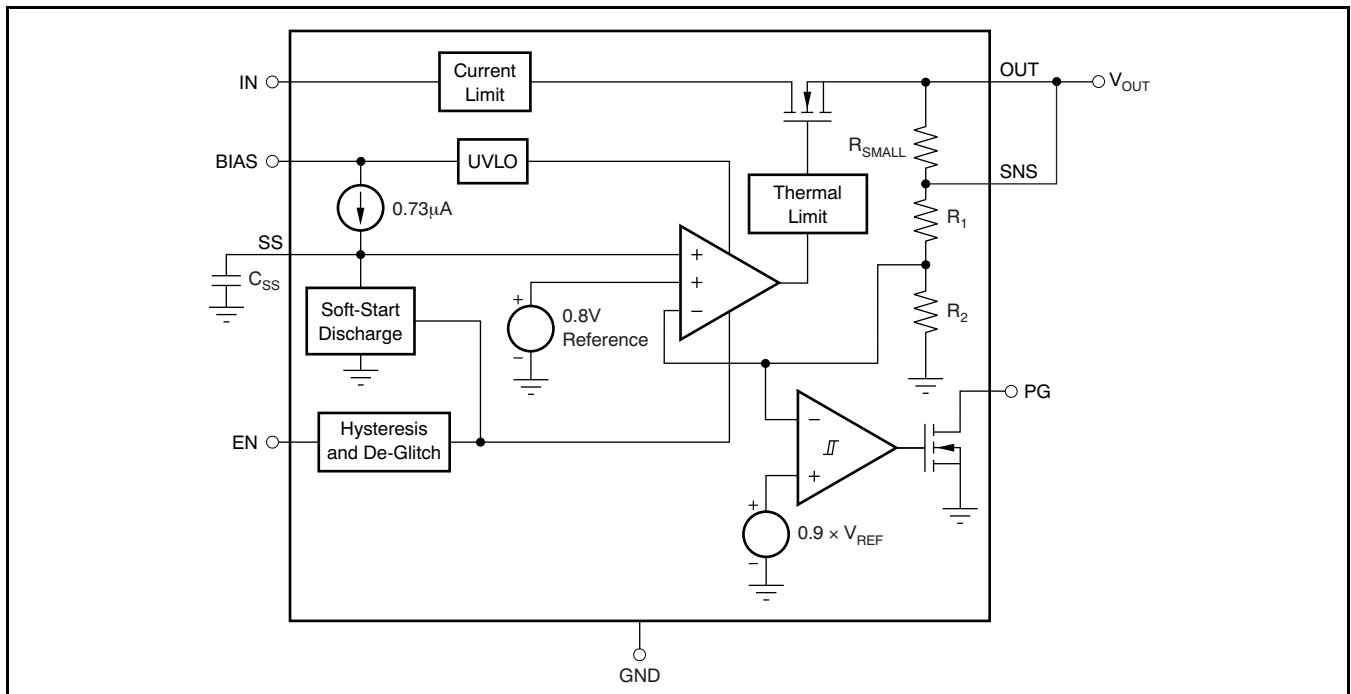 IN
Current
Limit
OUT
V_OUT
R_SMALL
BIAS
UVLO
SNS
0.73µA
Thermal
Limit
R_1
SS
+
C_SS
+
+
0.8V
Reference
−
−
Soft-Start
Discharge
R_2
PG
EN
Hysteresis
and De-Glitch
−
+
+
0.9 × V_REF
−
GND